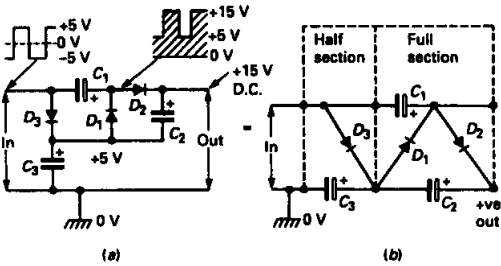 +5 V
0 V
−5 V
+15 V
+5 V
0 V
C1
+
D2
+15 V
D.C.
D3
D1
+
C2
In
Out
C3
+
+5 V
0 V
(a)
=
Half
section
Full
section
C1
+
D3
D1
D2
In
+
C3
+
C2
+ve
out
0 V
(b)